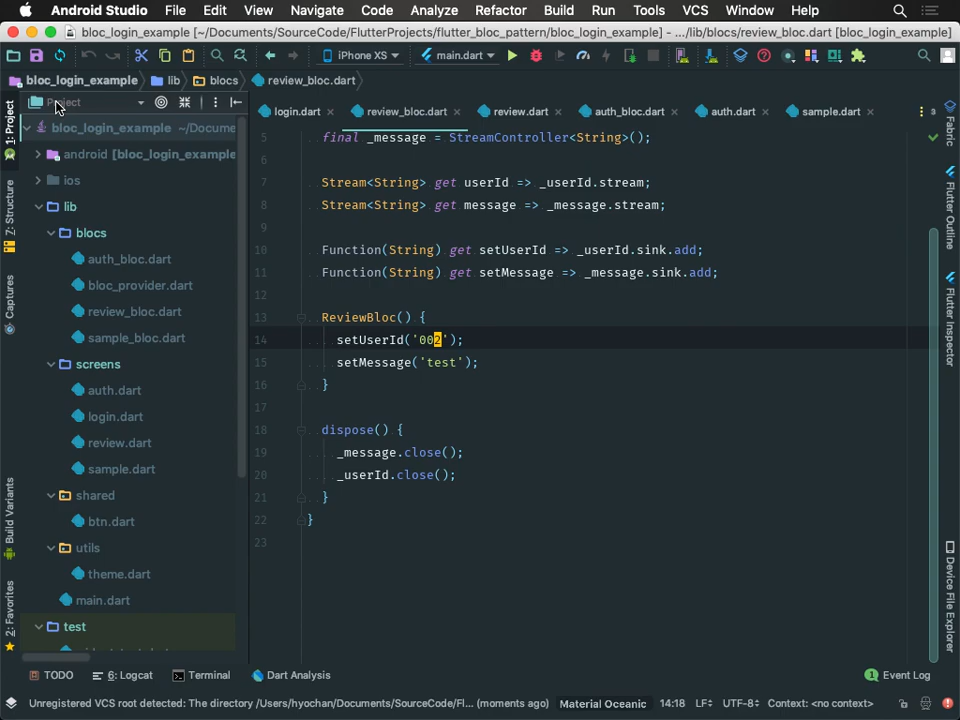 Android Studio File Edit View Navigate Code Analyze Refactor Build Run Tools VCS Window Help
bloc_login_example [~/Documents/SourceCode/FlutterProjects/flutter_bloc_pattern/bloc_login_example] - .../lib/blocs/review_bloc.dart [bloc_login_example]
iPhone XS main.dart
bloc_login_example lib blocs review_bloc.dart
Project
login.dart review_bloc.dart review.dart auth_bloc.dart auth.dart sample.dart 3
1: Project
Z: Structure
Captures
Build Variants
2: Favorites
bloc_login_example ~/Docume
android [bloc_login_example
ios
lib
blocs
auth_bloc.dart
bloc_provider.dart
review_bloc.dart
sample_bloc.dart
screens
auth.dart
login.dart
review.dart
sample.dart
shared
btn.dart
utils
theme.dart
main.dart
test
5 final _message = StreamController<String>();
6
7 Stream<String> get userId => _userId.stream;
8 Stream<String> get message => _message.stream;
9
10 Function(String) get setUserId => _userId.sink.add;
11 Function(String) get setMessage => _message.sink.add;
12
13 ReviewBloc() {
14 setUserId('002');
15 setMessage('test');
16 }
17
18 dispose() {
19 _message.close();
20 _userId.close();
21 }
22 }
23
Fabric
Flutter Outline
Flutter Inspector
Device File Explorer
TODO 6: Logcat Terminal Dart Analysis 1 Event Log
Unregistered VCS root detected: The directory /Users/hyochan/Documents/SourceCode/Fl... (moments ago) Material Oceanic 14:18 LF UTF-8 Context: <no context>